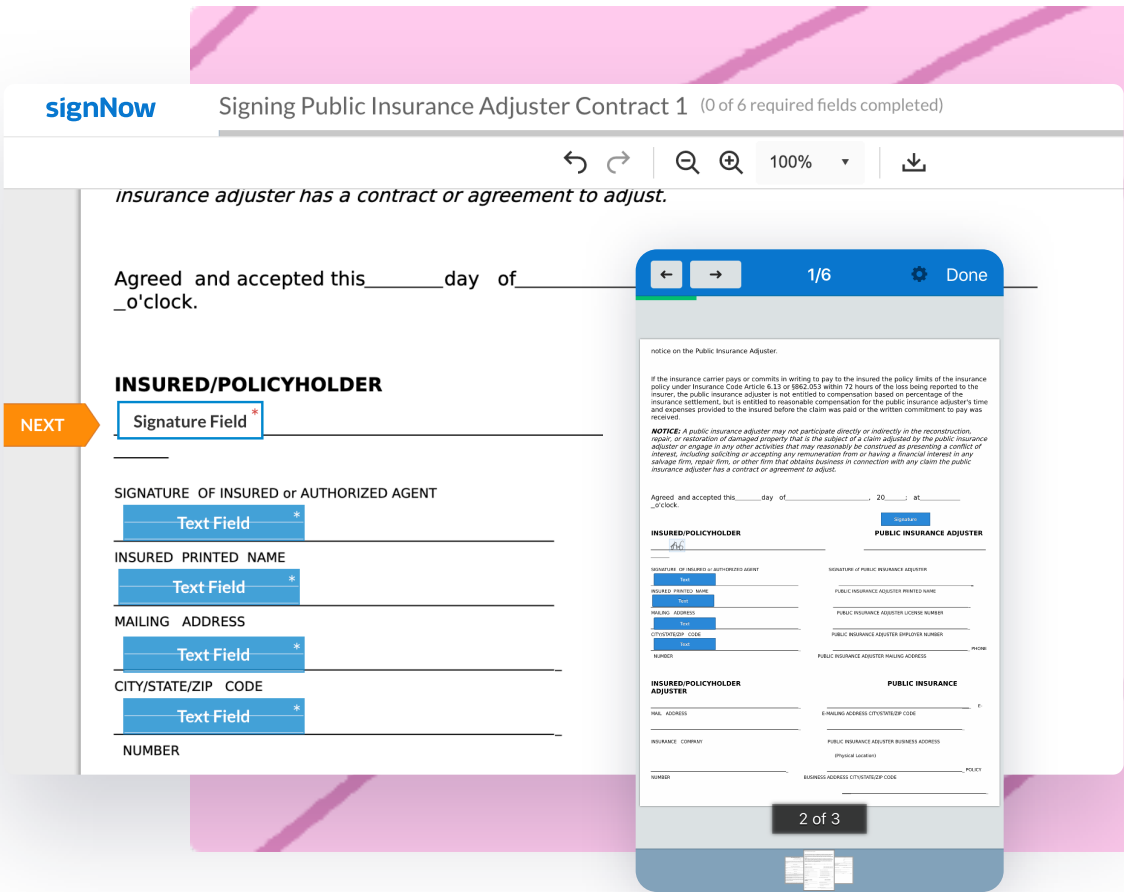 signNow
Signing Public Insurance Adjuster Contract 1 (0 of 6 required fields completed)
100%
insurance adjuster has a contract or agreement to adjust.
Agreed and accepted this_______day of
_o'clock.
INSURED/POLICYHOLDER
NEXT
Signature Field *
SIGNATURE OF INSURED or AUTHORIZED AGENT
Text Field *
INSURED PRINTED NAME
Text Field *
MAILING ADDRESS
Text Field *
CITY/STATE/ZIP CODE
Text Field *
NUMBER
1/6
Done
notice on the Public Insurance Adjuster.
If the insurance carrier pays or commits in writing to pay to the insured the policy limits of the insurance
policy under Insurance Code Article 6.13 or §862.053 within 72 hours of the loss being reported to the
insurer, the public insurance adjuster is not entitled to compensation based on percentage of the
insurance settlement, but is entitled to reasonable compensation for the public insurance adjuster's time
and expenses provided to the insured before the claim was paid or the written commitment to pay was
received.
NOTICE: A public insurance adjuster may not participate directly or indirectly in the reconstruction,
repair, or restoration of damaged property that is the subject of a claim adjusted by the public insurance
adjuster or engage in any other activities that may reasonably be construed as presenting a conflict of
interest, including soliciting or accepting any remuneration from or having a financial interest in any
salvage firm, repair firm, or other firm that obtains business in connection with any claim the public
insurance adjuster has a contract or agreement to adjust.
Agreed and accepted this_______day of______________________, 20_____; at__________
_o'clock.
Signature
INSURED/POLICYHOLDER PUBLIC INSURANCE ADJUSTER
SIGNATURE OF INSURED or AUTHORIZED AGENT SIGNATURE of PUBLIC INSURANCE ADJUSTER
Text
INSURED PRINTED NAME PUBLIC INSURANCE ADJUSTER PRINTED NAME
Text
MAILING ADDRESS PUBLIC INSURANCE ADJUSTER LICENSE NUMBER
Text
CITY/STATE/ZIP CODE PUBLIC INSURANCE ADJUSTER EMPLOYER NUMBER
Text
PHONE
NUMBER PUBLIC INSURANCE ADJUSTER MAILING ADDRESS
INSURED/POLICYHOLDER PUBLIC INSURANCE
ADJUSTER
E-
MAIL ADDRESS E-MAILING ADDRESS CITY/STATE/ZIP CODE
INSURANCE COMPANY PUBLIC INSURANCE ADJUSTER BUSINESS ADDRESS
(Physical Location)
POLICY
NUMBER BUSINESS ADDRESS CITY/STATE/ZIP CODE
2 of 3